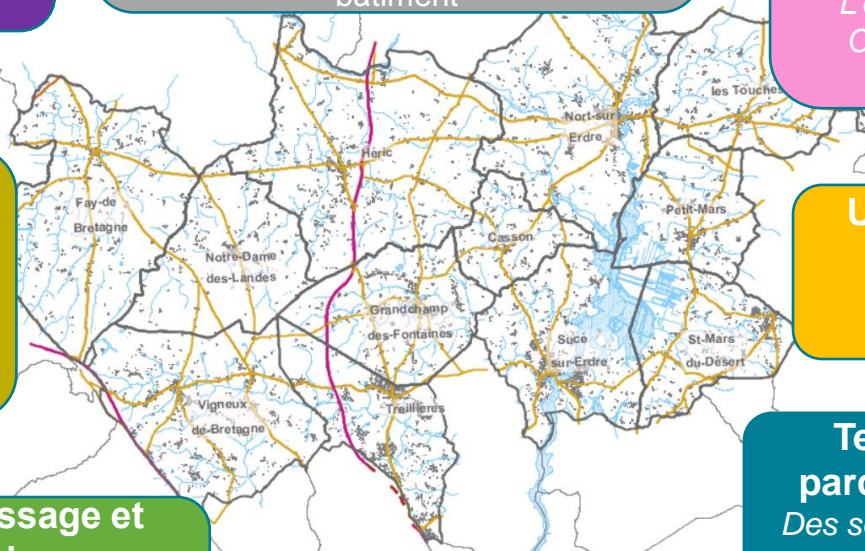 bâtiment
L'e
C
les Touches
Nort-sur
Erdre
Héric
Fay-de
Bretagne
Petit-Mars
U
Casson
Notre-Dame
des-Landes
Grandchamp
des-Fontaines
Sucé
sur-Erdre
St-Mars
du-Désert
Vigneux
de-Bretagne
Treillières
Te
parc
Des s
ssage et